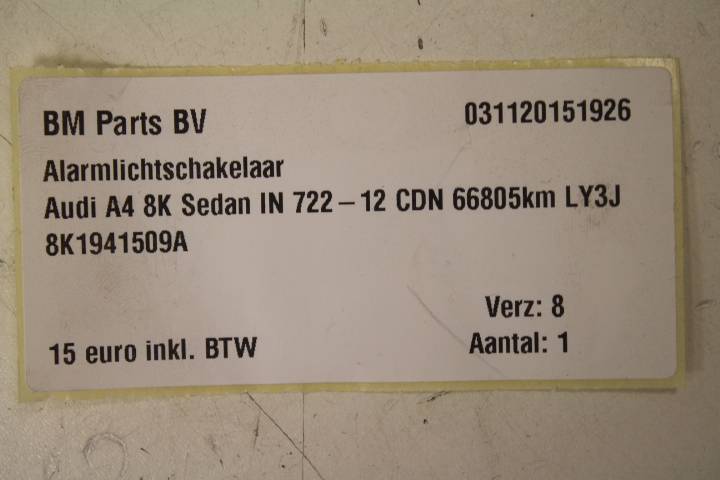 BM Parts BV 031120151926
Alarmlichtschakelaar
Audi A4 8K Sedan IN 722 – 12 CDN 66805km LY3J
8K1941509A
Verz: 8
15 euro inkl. BTW Aantal: 1